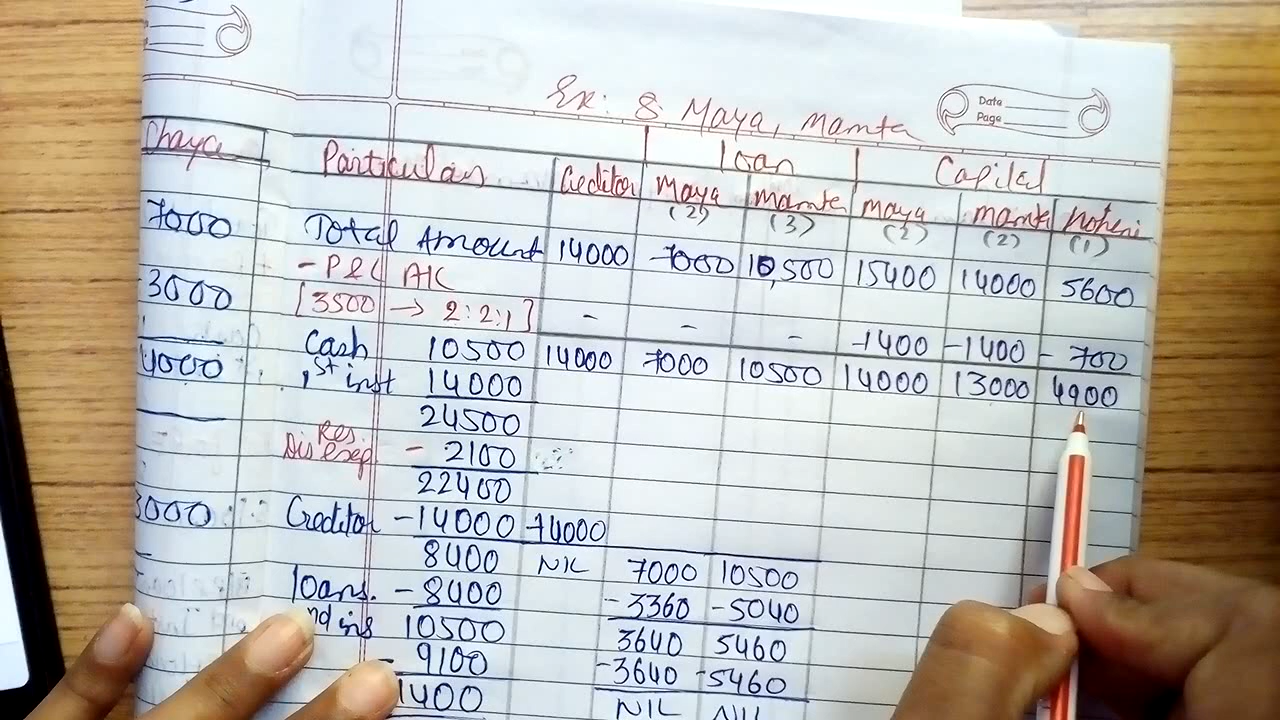 Ex: 8 Maya, Mamta
Date
Page
loan Capital
Chaya Particulars Creditor Maya Mamta Maya Mamta Mohini
(2) (3) (2) (2) (1)
7000 Total Amount 14000 7000 10,500 15400 14000 5600
- P&L A/C
3000 [3500 → 2:2:1] - - - -1400 -1400 - 700
Cash 10500 14000 7000 10500 14000 13000 4900
4000 1st inst 14000
24500
Res.
- 2100
22400
3000 Creditor -14000 -14000
8400 NIL 7000 10500
loans. -8400 -3360 -5040
nd ins 10500 3640 5460
- 9100 -3640 -5460
1400 NIL NIL